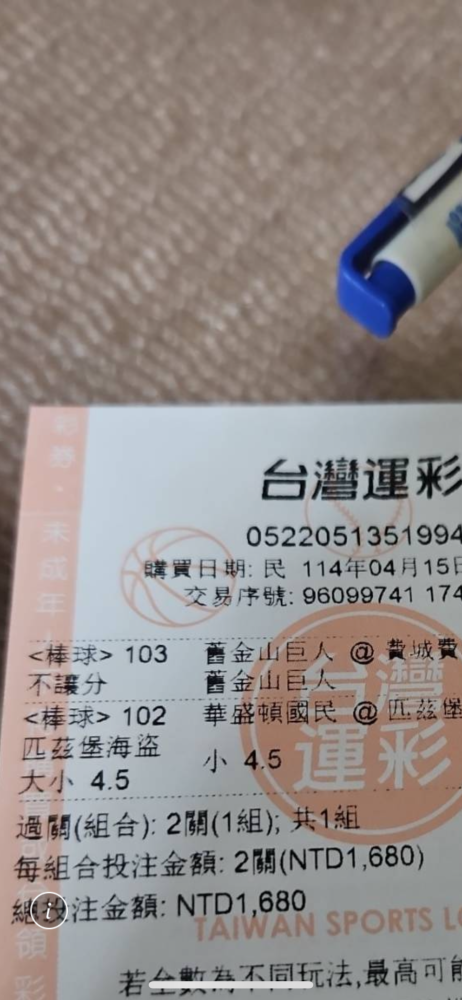 台灣運彩
0522051351994
購買日期: 民 114年04月15日
交易序號: 96099741 174
<棒球> 103 舊金山巨人 @ 費城費
不讓分 舊金山巨人
<棒球> 102 華盛頓國民 @ 匹茲堡
匹茲堡海盜 小 4.5
大小 4.5
過關(組合): 2關(1組); 共1組
每組合投注金額: 2關(NTD1,680)
總投注金額: NTD1,680
TAIWAN SPORTS LO
若全數為不同玩法,最高可能
彩券
未成年
領彩
台灣運彩